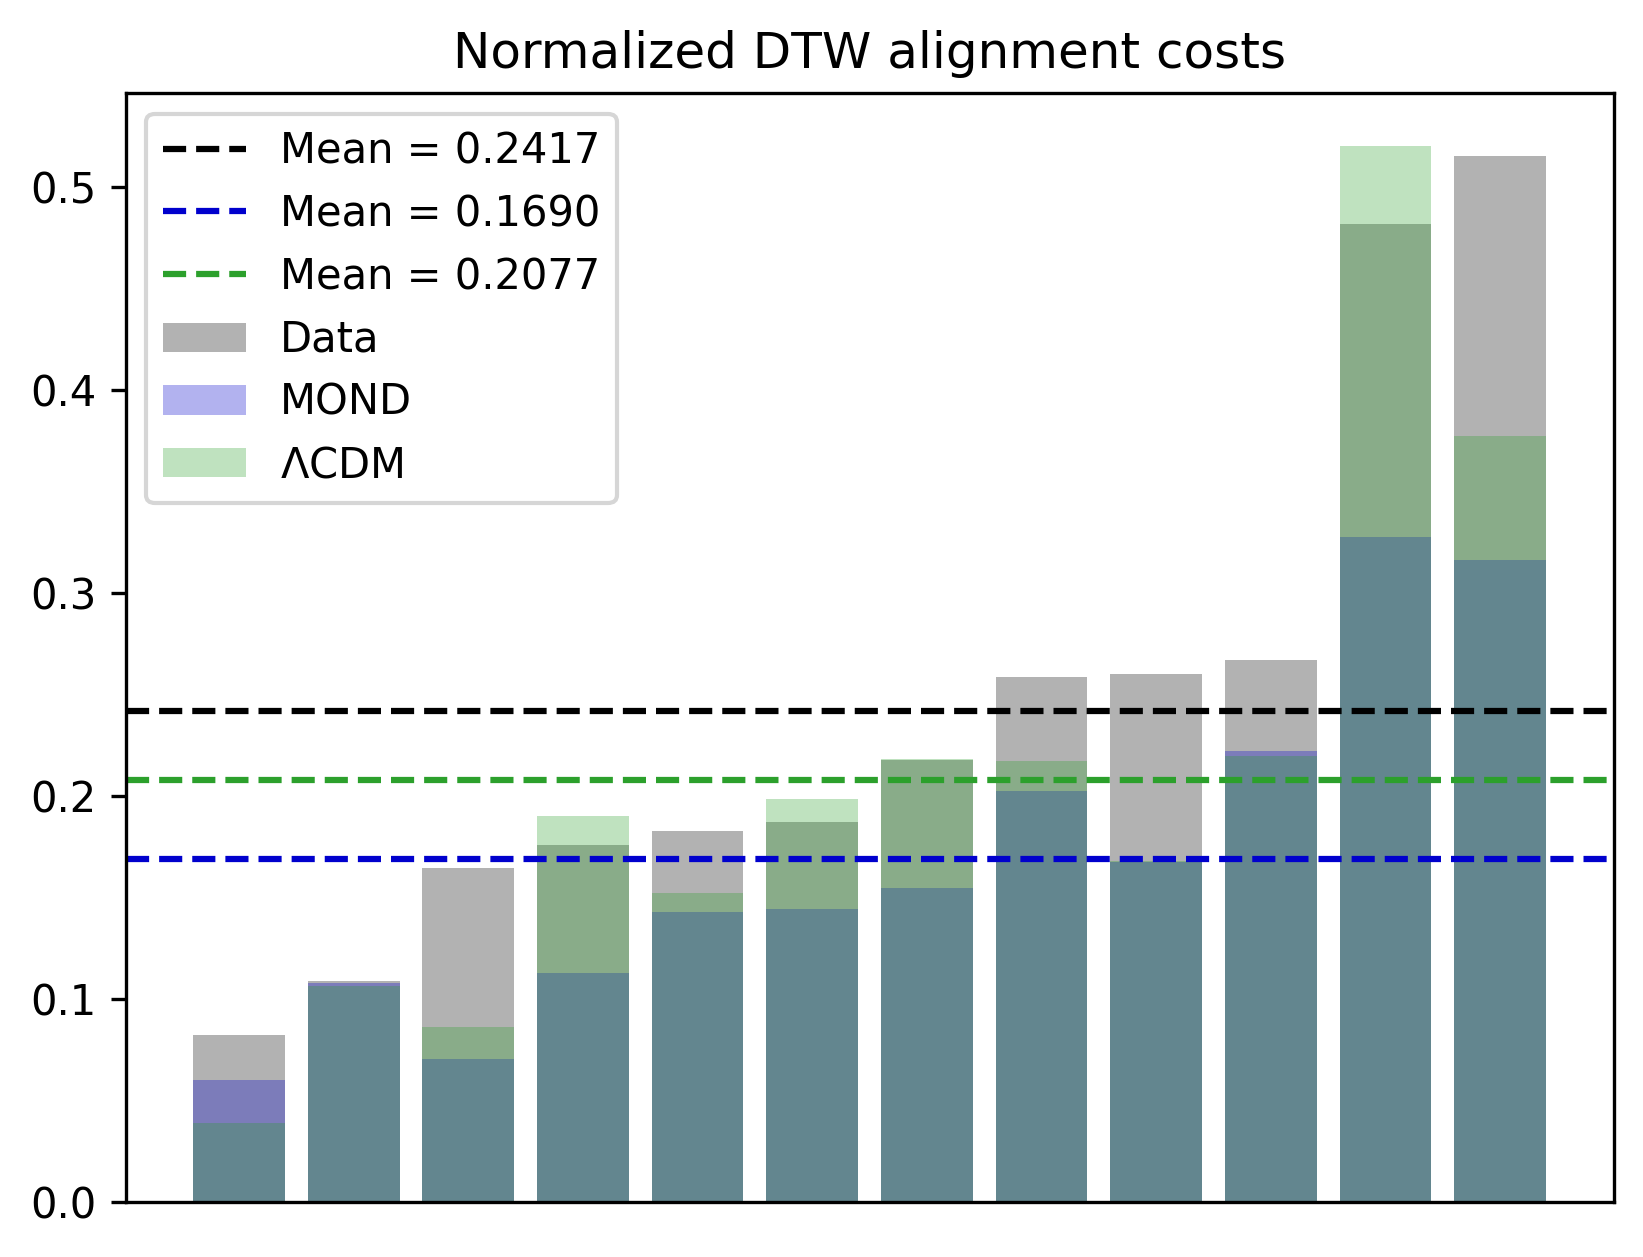 Normalized DTW alignment costs
Mean = 0.2417
Mean = 0.1690
Mean = 0.2077
Data
MOND
ΛCDM
0.5
0.4
0.3
0.2
0.1
0.0